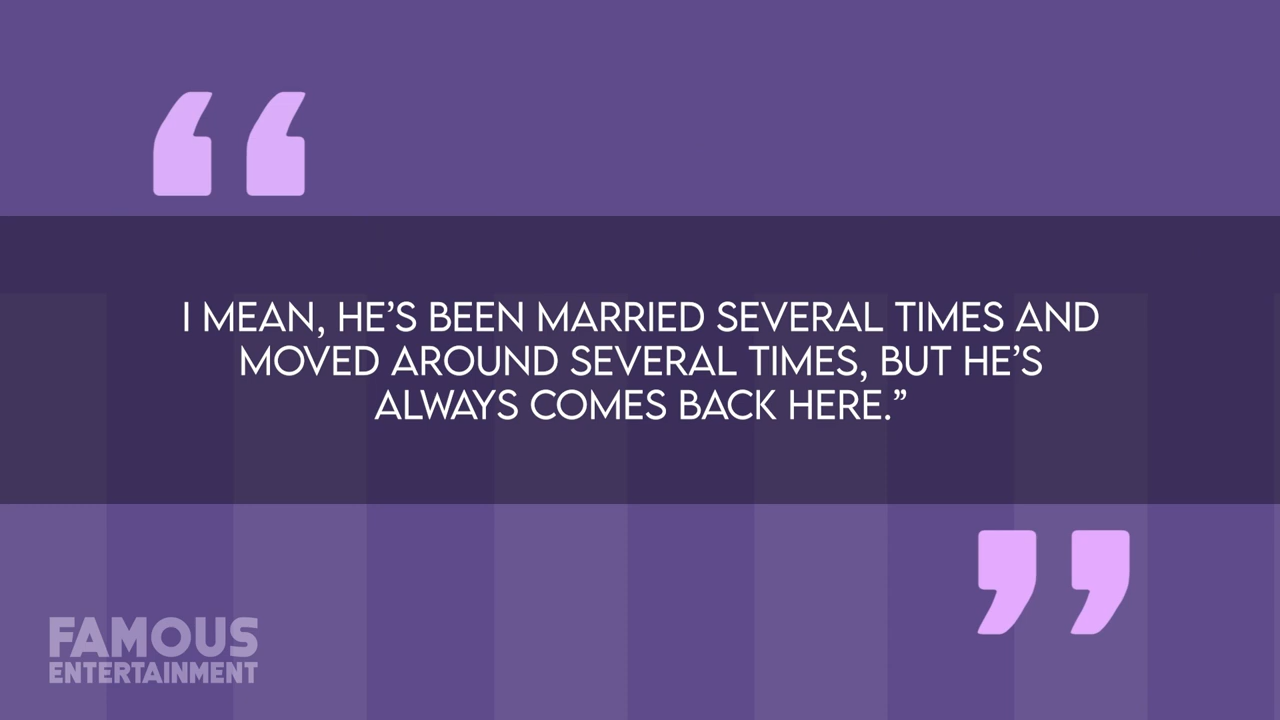 “
I MEAN, HE’S BEEN MARRIED SEVERAL TIMES AND
MOVED AROUND SEVERAL TIMES, BUT HE’S
ALWAYS COMES BACK HERE.”
”
FAMOUS
ENTERTAINMENT